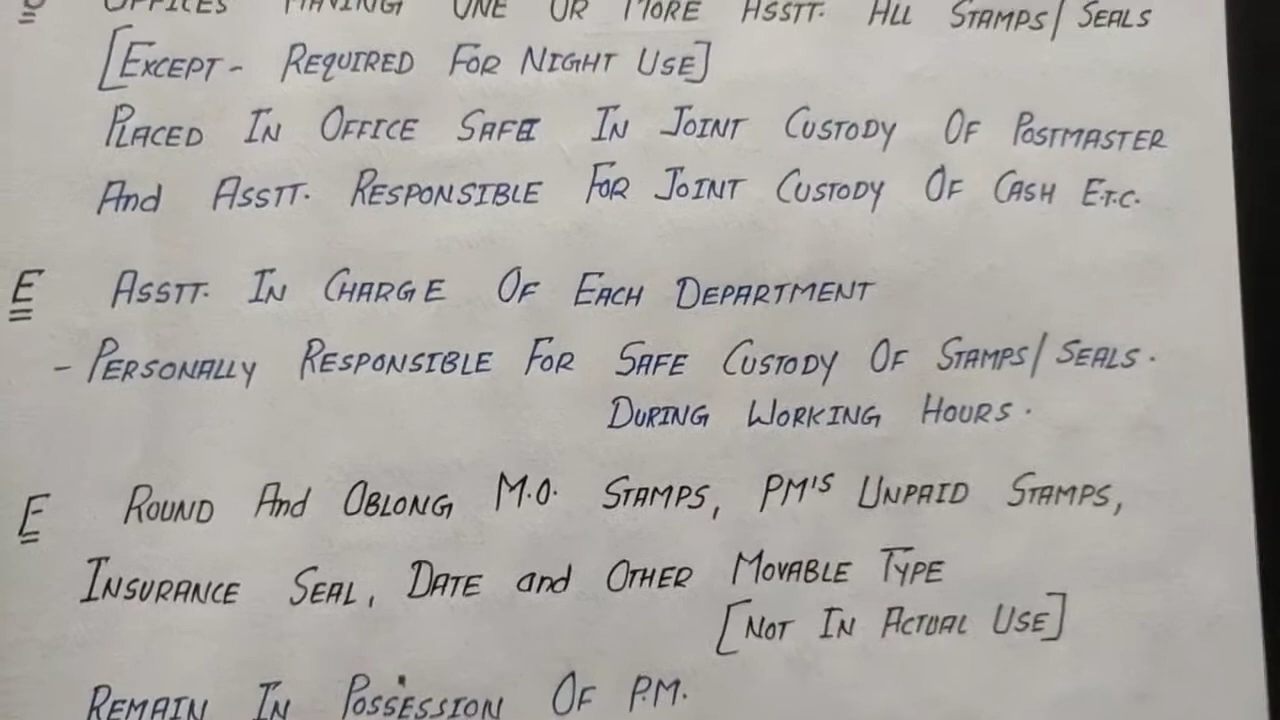 OFFICES HAVING ONE OR MORE ASSTT. ALL STAMPS/SEALS
[EXCEPT - REQUIRED FOR NIGHT USE]
PLACED IN OFFICE SAFE IN JOINT CUSTODY OF POSTMASTER
And ASSTT. RESPONSIBLE FOR JOINT CUSTODY OF CASH E.T.C.
E ASSTT. IN CHARGE OF EACH DEPARTMENT
- PERSONALLY RESPONSIBLE FOR SAFE CUSTODY OF STAMPS/SEALS.
DURING WORKING HOURS.
E ROUND And OBLONG M.O. STAMPS, PM'S UNPAID STAMPS,
INSURANCE SEAL, DATE and OTHER MOVABLE TYPE
[NOT IN ACTUAL USE]
REMAIN IN POSSESSION OF P.M.